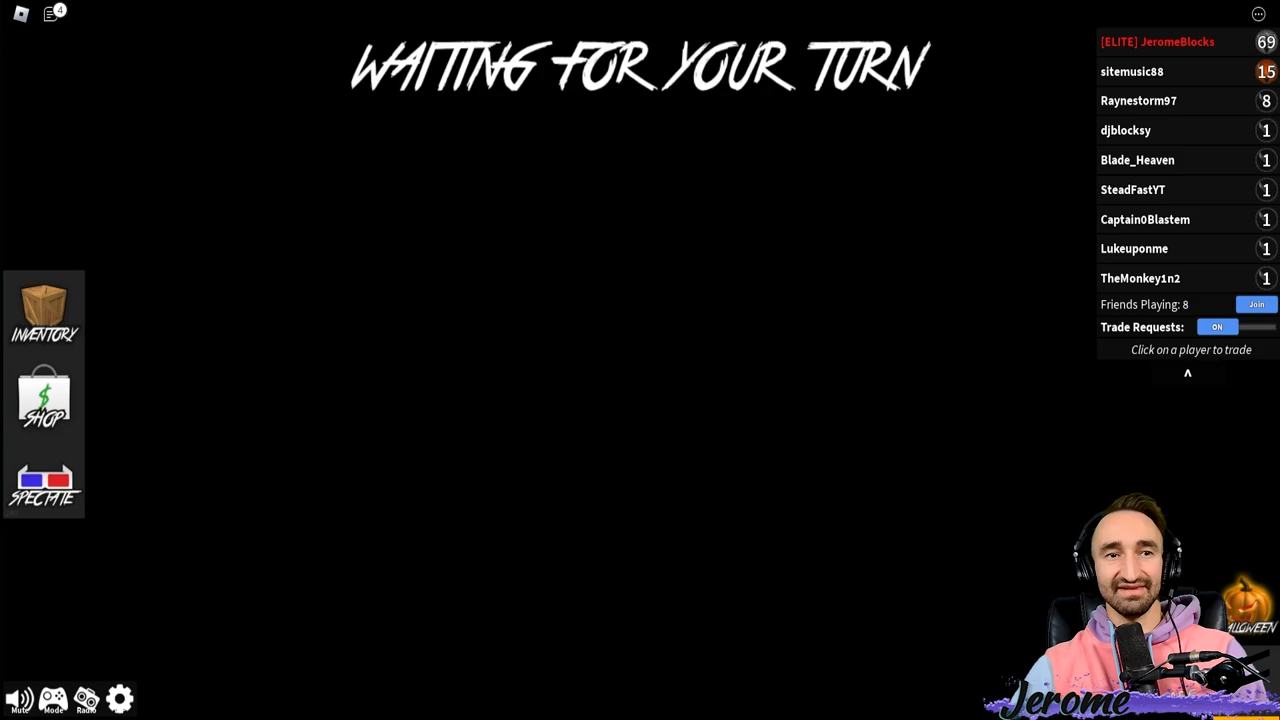 4
WAITING FOR YOUR TURN
[ELITE] JeromeBlocks 69
sitemusic88 15
Raynestorm97 8
djblocksy 1
Blade_Heaven 1
SteadFastYT 1
Captain0Blastem 1
Lukeuponme 1
TheMonkey1n2 1
Friends Playing: 8 Join
Trade Requests: ON
Click on a player to trade
INVENTORY
$
SHOP
SPECTATE
Mute Mode Radio
Jerome